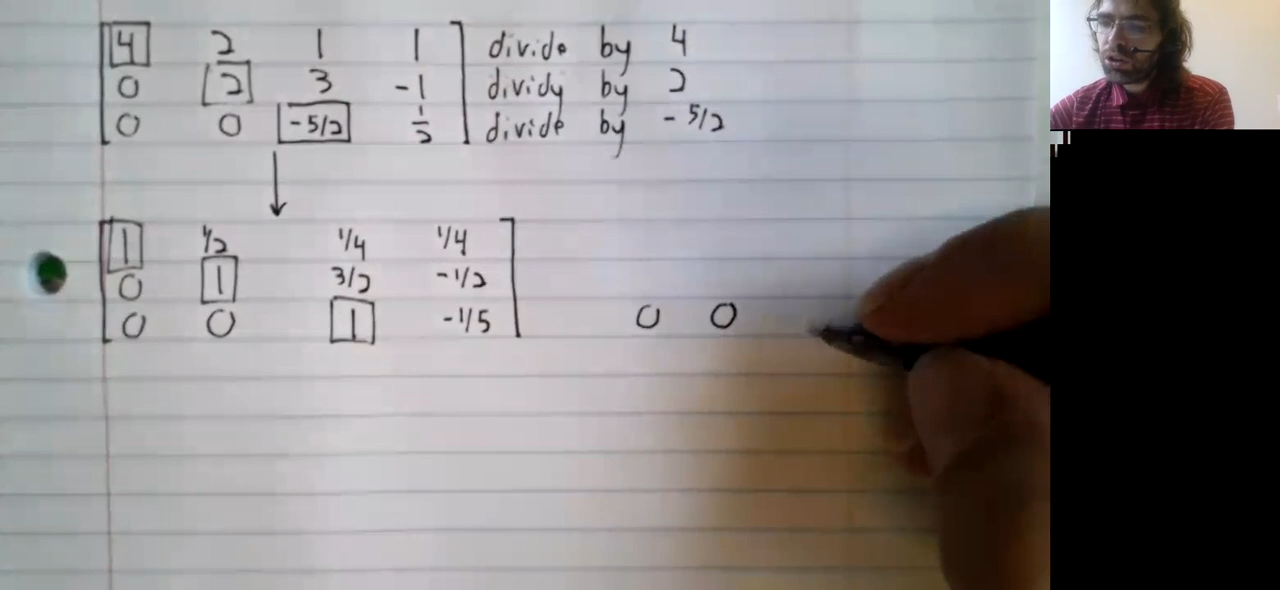 4 2 1 1 divide by 4
0 2 3 -1 dividy by 2
0 0 -5/2 1/2 divide by -5/2
1 1/2 1/4 1/4
0 1 3/2 -1/2
0 0 1 -1/5 0 0